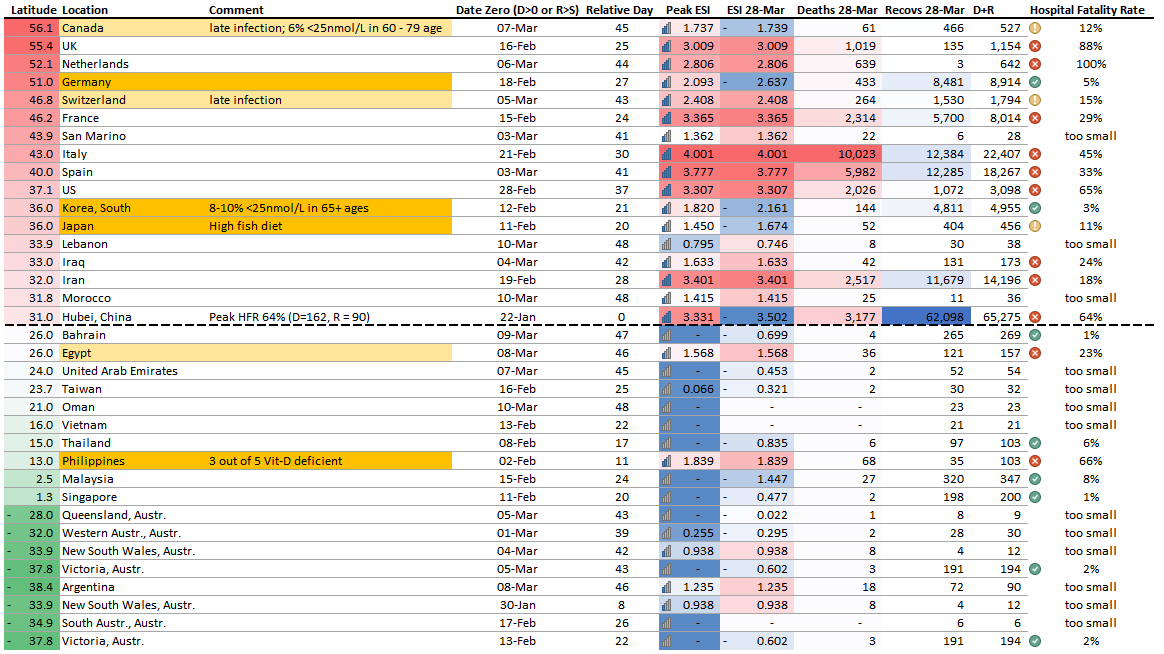 Latitude Location Comment Date Zero (D>0 or R>S) Relative Day Peak ESI ESI 28-Mar Deaths 28-Mar Recovs 28-Mar D+R Hospital Fatality Rate
56.1 Canada late infection; 6% <25nmol/L in 60 - 79 age 07-Mar 45 1.737 - 1.739 61 466 527 12%
55.4 UK 16-Feb 25 3.009 3.009 1,019 135 1,154 88%
52.1 Netherlands 06-Mar 44 2.806 2.806 639 3 642 100%
51.0 Germany 18-Feb 27 2.093 - 2.637 433 8,481 8,914 5%
46.8 Switzerland late infection 05-Mar 43 2.408 2.408 264 1,530 1,794 15%
46.2 France 15-Feb 24 3.365 3.365 2,314 5,700 8,014 29%
43.9 San Marino 03-Mar 41 1.362 1.362 22 6 28 too small
43.0 Italy 21-Feb 30 4.001 4.001 10,023 12,384 22,407 45%
40.0 Spain 03-Mar 41 3.777 3.777 5,982 12,285 18,267 33%
37.1 US 28-Feb 37 3.307 3.307 2,026 1,072 3,098 65%
36.0 Korea, South 8-10% <25nmol/L in 65+ ages 12-Feb 21 1.820 - 2.161 144 4,811 4,955 3%
36.0 Japan High fish diet 11-Feb 20 1.450 - 1.674 52 404 456 11%
33.9 Lebanon 10-Mar 48 0.795 0.746 8 30 38 too small
33.0 Iraq 04-Mar 42 1.633 1.633 42 131 173 24%
32.0 Iran 19-Feb 28 3.401 3.401 2,517 11,679 14,196 18%
31.8 Morocco 10-Mar 48 1.415 1.415 25 11 36 too small
31.0 Hubei, China Peak HFR 64% (D=162, R = 90) 22-Jan 0 3.331 - 3.502 3,177 62,098 65,275 64%
26.0 Bahrain 09-Mar 47 - - 0.699 4 265 269 1%
26.0 Egypt 08-Mar 46 1.568 1.568 36 121 157 23%
24.0 United Arab Emirates 07-Mar 45 - - 0.453 2 52 54 too small
23.7 Taiwan 16-Feb 25 0.066 - 0.321 2 30 32 too small
21.0 Oman 10-Mar 48 - - - 23 23 too small
16.0 Vietnam 13-Feb 22 - - - 21 21 too small
15.0 Thailand 08-Feb 17 - - 0.835 6 97 103 6%
13.0 Philippines 3 out of 5 Vit-D deficient 02-Feb 11 1.839 1.839 68 35 103 66%
2.5 Malaysia 15-Feb 24 - - 1.447 27 320 347 8%
1.3 Singapore 11-Feb 20 - - 0.477 2 198 200 1%
- 28.0 Queensland, Austr. 05-Mar 43 - - 0.022 1 8 9 too small
- 32.0 Western Austr., Austr. 01-Mar 39 0.255 - 0.295 2 28 30 too small
- 33.9 New South Wales, Austr. 04-Mar 42 0.938 0.938 8 4 12 too small
- 37.8 Victoria, Austr. 05-Mar 43 - - 0.602 3 191 194 2%
- 38.4 Argentina 08-Mar 46 1.235 1.235 18 72 90 too small
- 33.9 New South Wales, Austr. 30-Jan 8 0.938 0.938 8 4 12 too small
- 34.9 South Austr., Austr. 17-Feb 26 - - - 6 6 too small
- 37.8 Victoria, Austr. 13-Feb 22 - - 0.602 3 191 194 2%